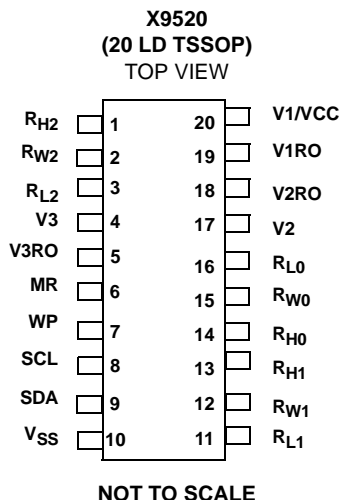 X9520
(20 LD TSSOP)
TOP VIEW
RH2 1 20 V1/VCC
RW2 2 19 V1RO
RL2 3 18 V2RO
V3 4 17 V2
V3RO 5 16 RL0
MR 6 15 RW0
WP 7 14 RH0
SCL 8 13 RH1
SDA 9 12 RW1
VSS 10 11 RL1
NOT TO SCALE